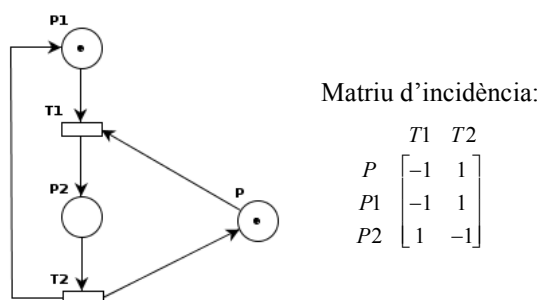 P1
T1
P2
P
T2
Matriu d'incidència:
T1 T2
P [-1 1]
P1 [-1 1]
P2 [1 -1]